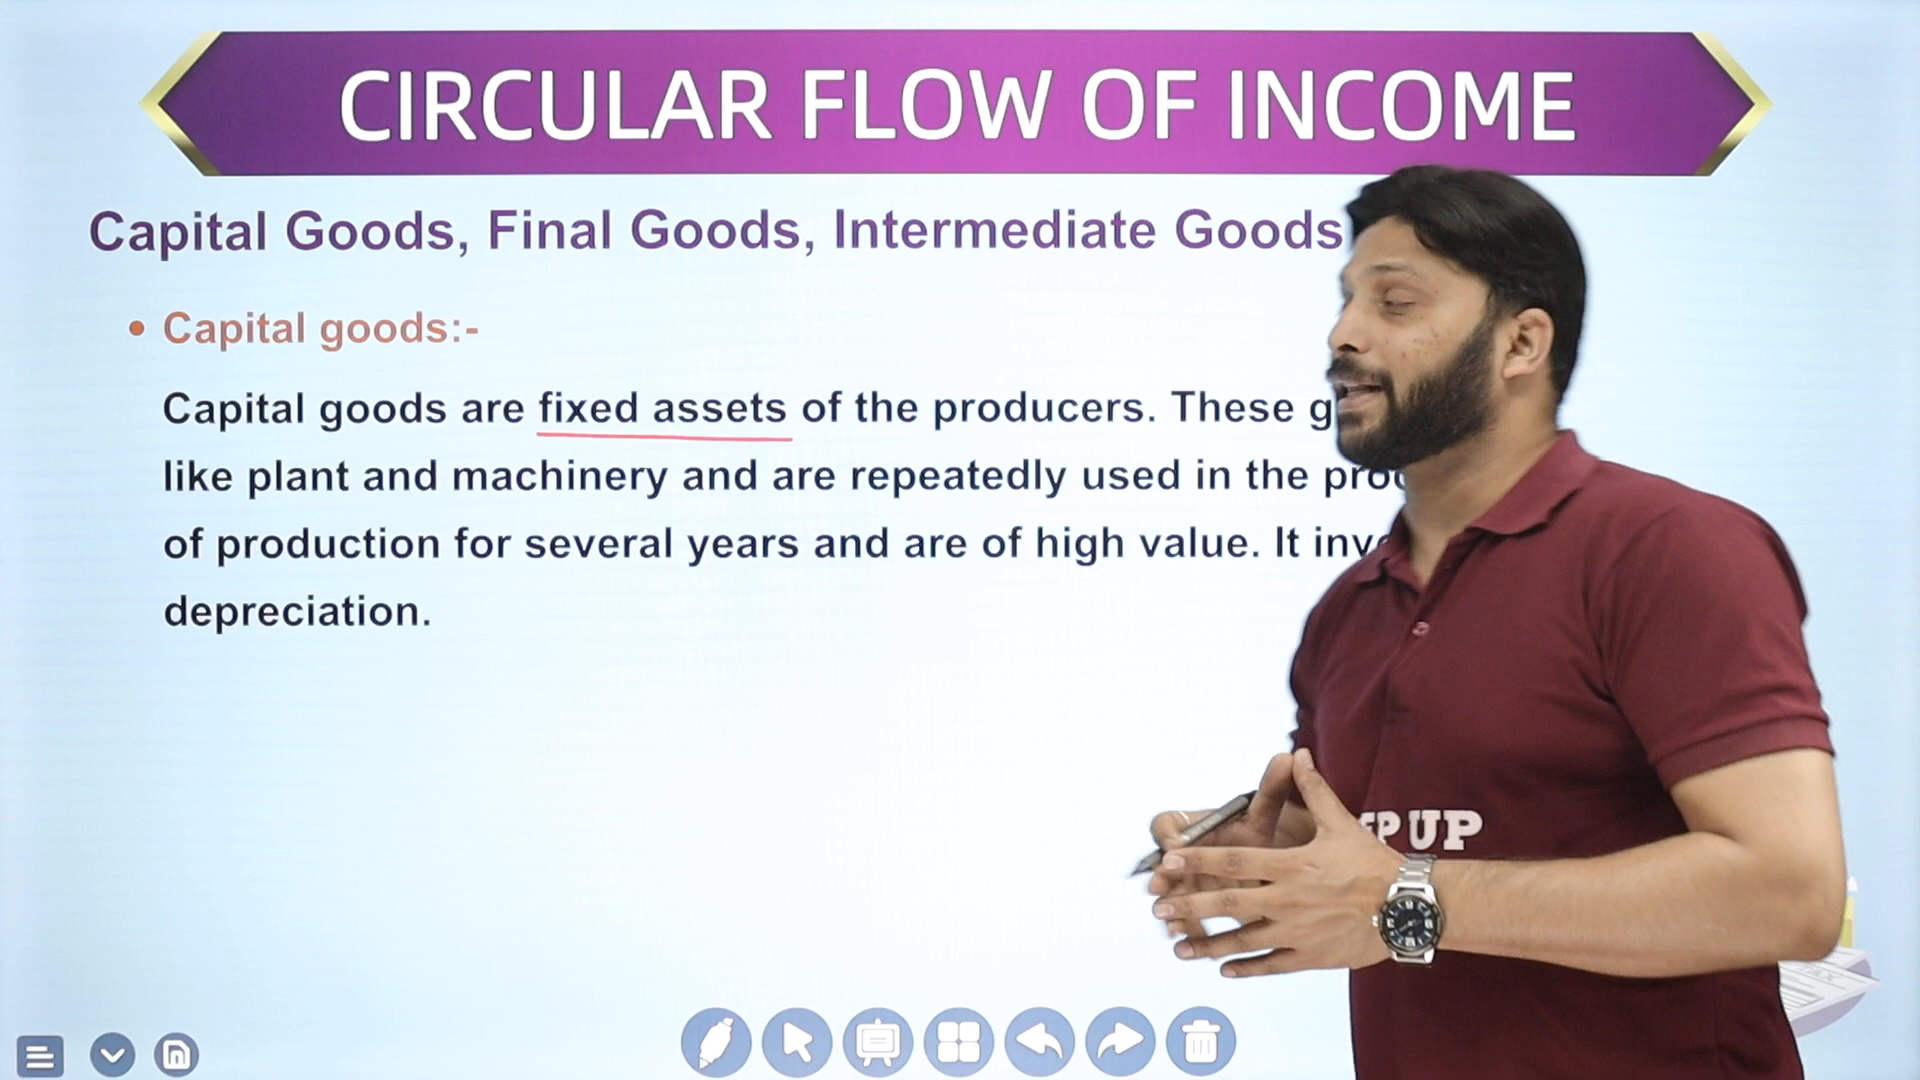 CIRCULAR FLOW OF INCOME
Capital Goods, Final Goods, Intermediate Goods
• Capital goods:-
Capital goods are fixed assets of the producers. These
like plant and machinery and are repeatedly used in the
of production for several years and are of high value. It
depreciation.
UP